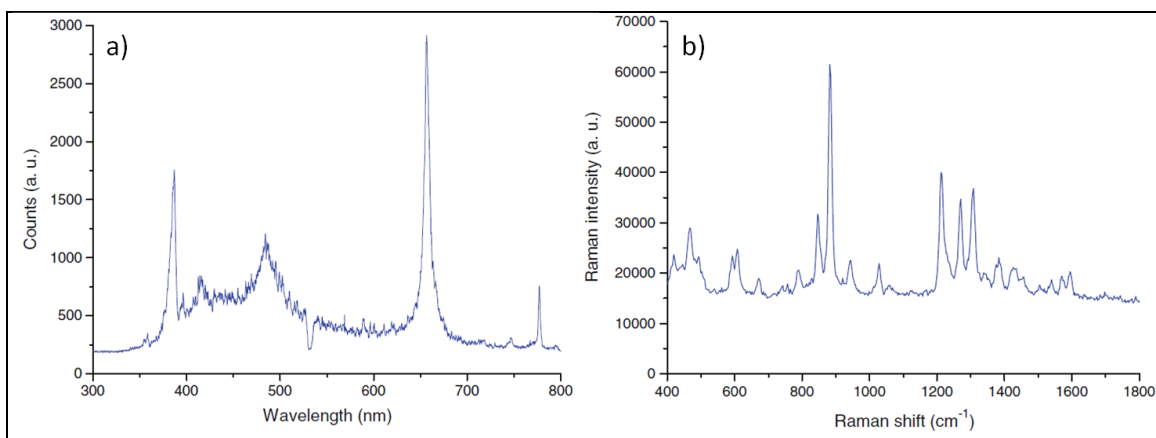 a)
3000
2500
2000
1500
1000
500
0
Counts (a. u.)
300 400 500 600 700 800
Wavelength (nm)
b)
70000
60000
50000
40000
30000
20000
10000
0
Raman intensity (a. u.)
400 600 800 1000 1200 1400 1600 1800
Raman shift (cm⁻¹)